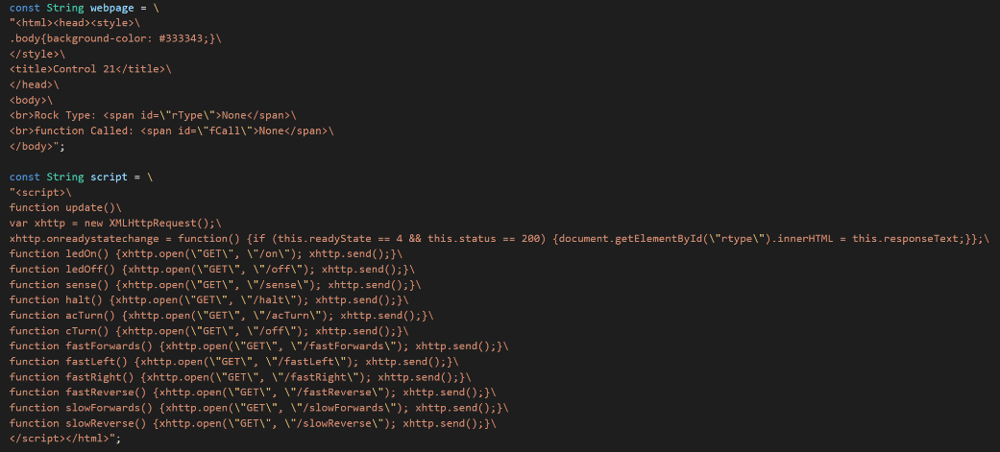 const String webpage = \
"<html><head><style>\
.body{background-color: #333343;}\
</style>\
<title>Control 21</title>\
</head>\
<body>\
<br>Rock Type: <span id=\"rType\">None</span>\
<br>function Called: <span id=\"fCall\">None</span>\
</body>";

const String script = \
"<script>\
function update()\
var xhttp = new XMLHttpRequest();\
xhttp.onreadystatechange = function() {if (this.readyState == 4 && this.status == 200) {document.getElementById(\"rtype\").innerHTML = this.responseText;}};\
function ledOn() {xhttp.open(\"GET\", \"/on\"); xhttp.send();}\
function ledOff() {xhttp.open(\"GET\", \"/off\"); xhttp.send();}\
function sense() {xhttp.open(\"GET\", \"/sense\"); xhttp.send();}\
function halt() {xhttp.open(\"GET\", \"/halt\"); xhttp.send();}\
function acTurn() {xhttp.open(\"GET\", \"/acTurn\"); xhttp.send();}\
function cTurn() {xhttp.open(\"GET\", \"/off\"); xhttp.send();}\
function fastForwards() {xhttp.open(\"GET\", \"/fastForwards\"); xhttp.send();}\
function fastLeft() {xhttp.open(\"GET\", \"/fastLeft\"); xhttp.send();}\
function fastRight() {xhttp.open(\"GET\", \"/fastRight\"); xhttp.send();}\
function fastReverse() {xhttp.open(\"GET\", \"/fastReverse\"); xhttp.send();}\
function slowForwards() {xhttp.open(\"GET\", \"/slowForwards\"); xhttp.send();}\
function slowReverse() {xhttp.open(\"GET\", \"/slowReverse\"); xhttp.send();}\
</script></html>";